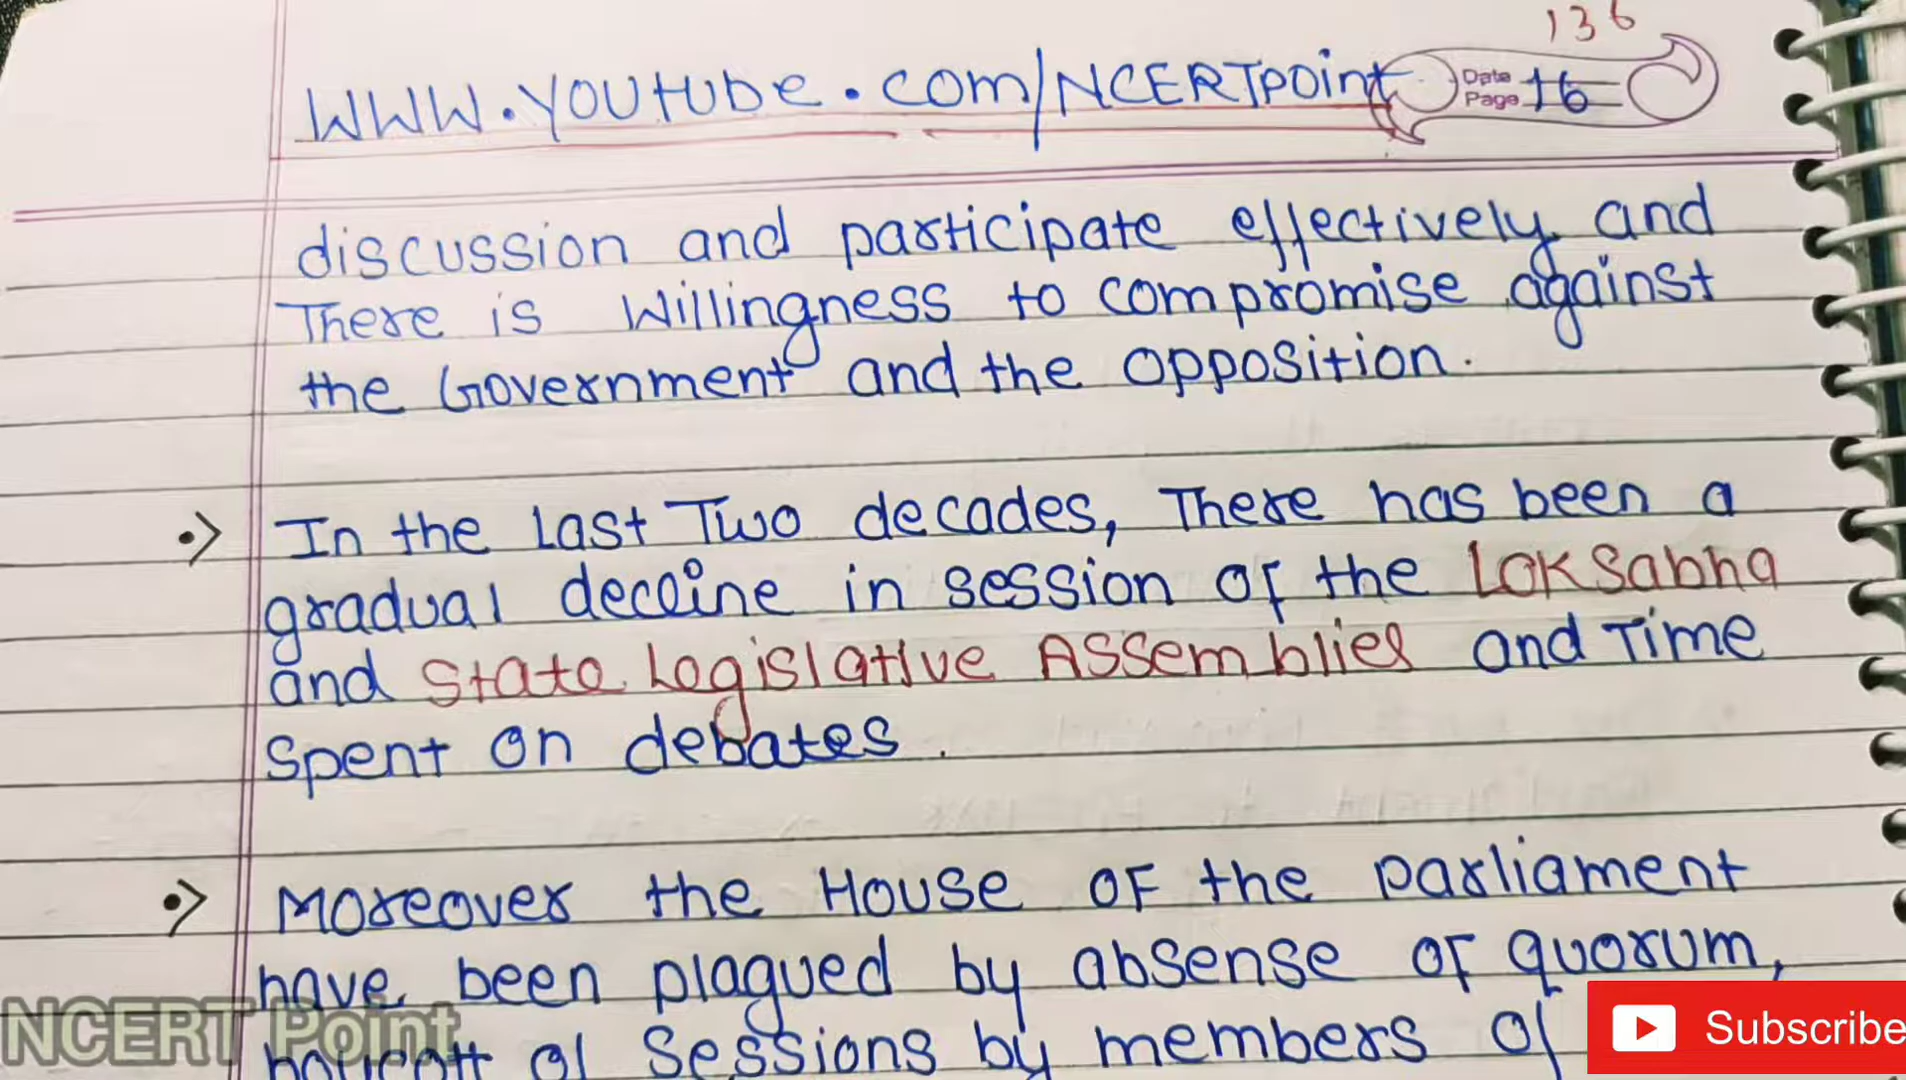 136
www.youtube.com/NCERTpoint
Date
Page 16
discussion and participate effectively and
There is willingness to compromise against
the Government and the opposition.
•> In the last Two decades, There has been a
gradual decline in session of the LokSabha
and State Legislative Assemblies and Time
spent on debates.
•> Moreover the House of the parliament
have been plagued by absense of quorum,
boycott of sessions by members of
NCERT Point
Subscribe